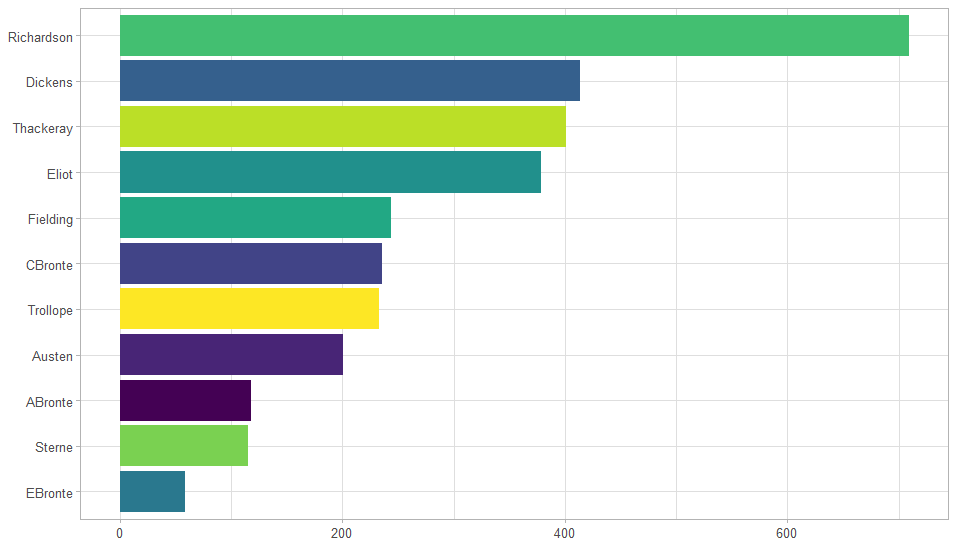 Richardson
Dickens
Thackeray
Eliot
Fielding
CBronte
Trollope
Austen
ABronte
Sterne
EBronte
0 200 400 600